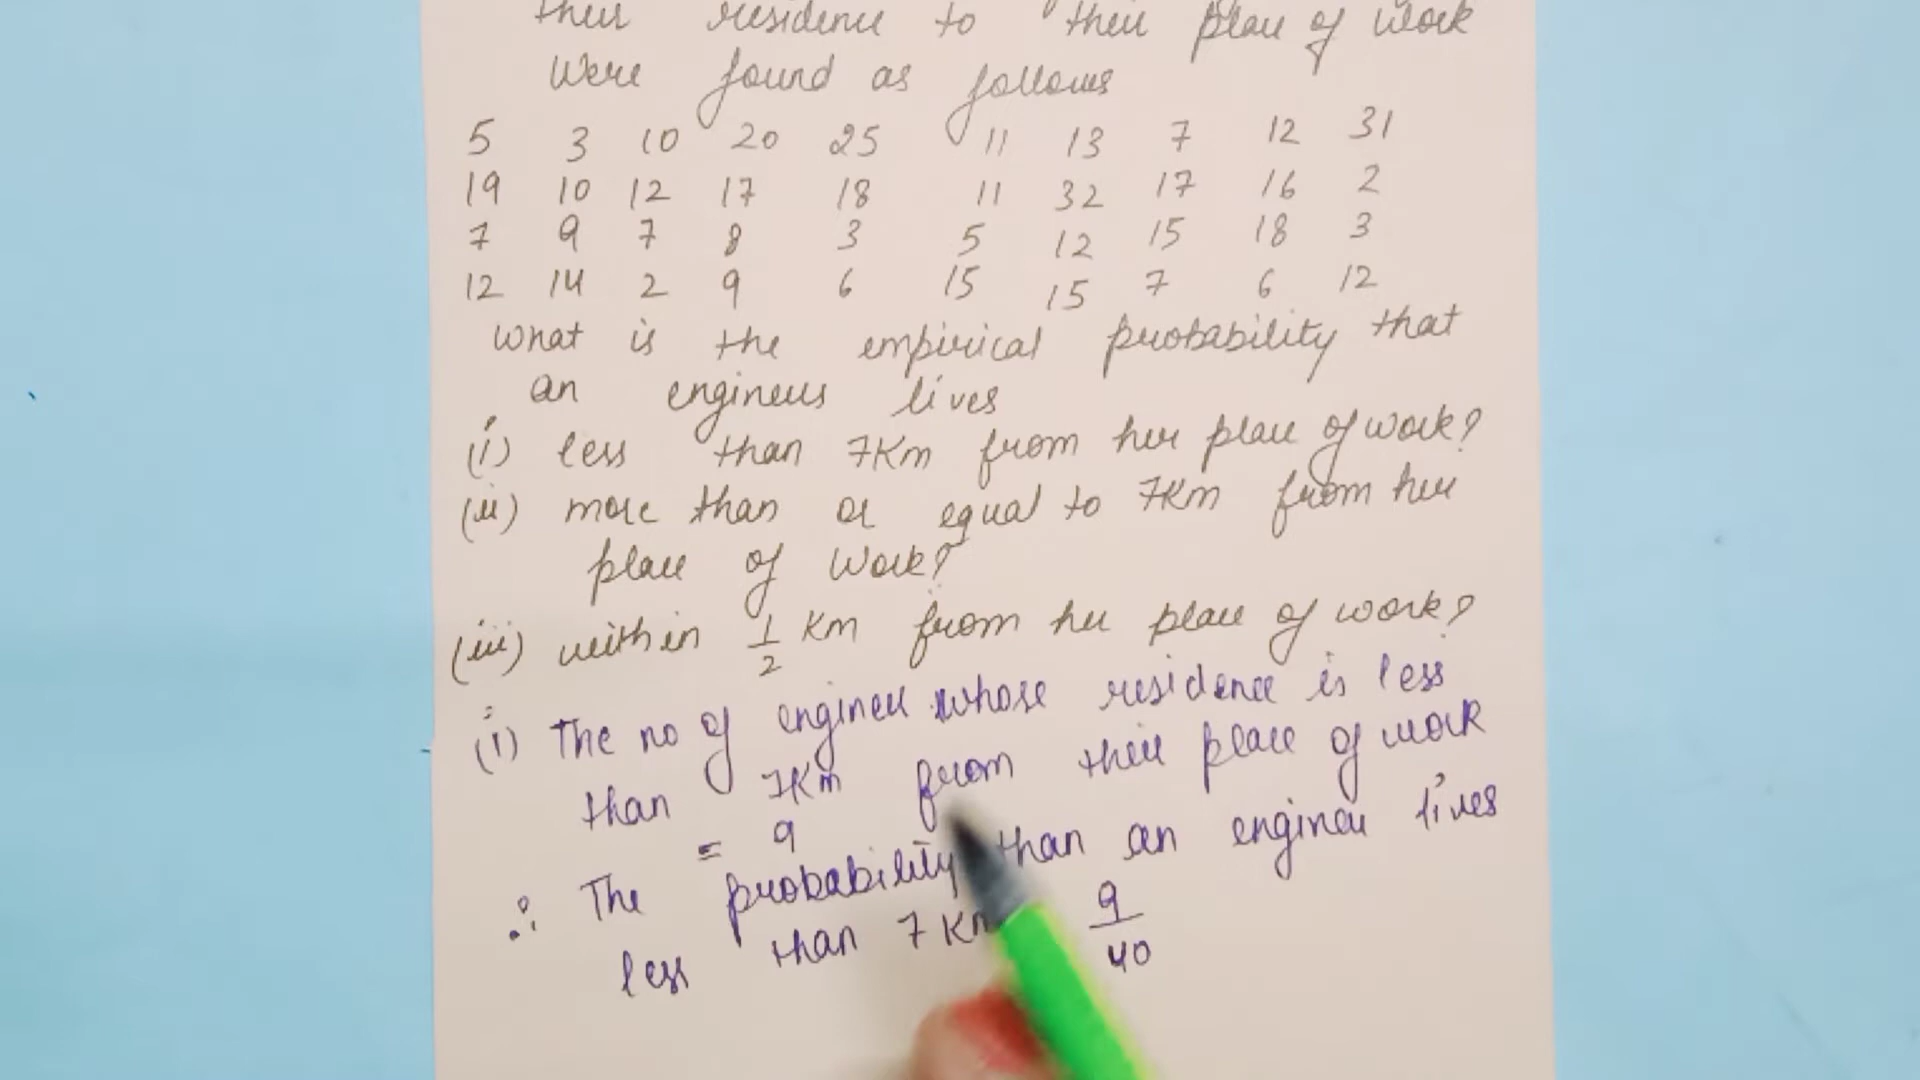 their residence to their place of work
Were found as follows
5 3 10 20 25 11 13 7 12 31
19 10 12 17 18 11 32 17 16 2
7 9 7 8 3 5 12 15 18 3
12 14 2 9 6 15 15 7 6 12
What is the empirical probability that
an engineers lives
(i) less than 7Km from her place of work?
(ii) more than or equal to 7Km from her
place of Work?
(iii) within 1/2 Km from her place of work?
(i) The no of engineer whose residence is less
than 7Km from their place of work
= 9
∴ The probability than an engineer lives
less than 7 Km 9/40